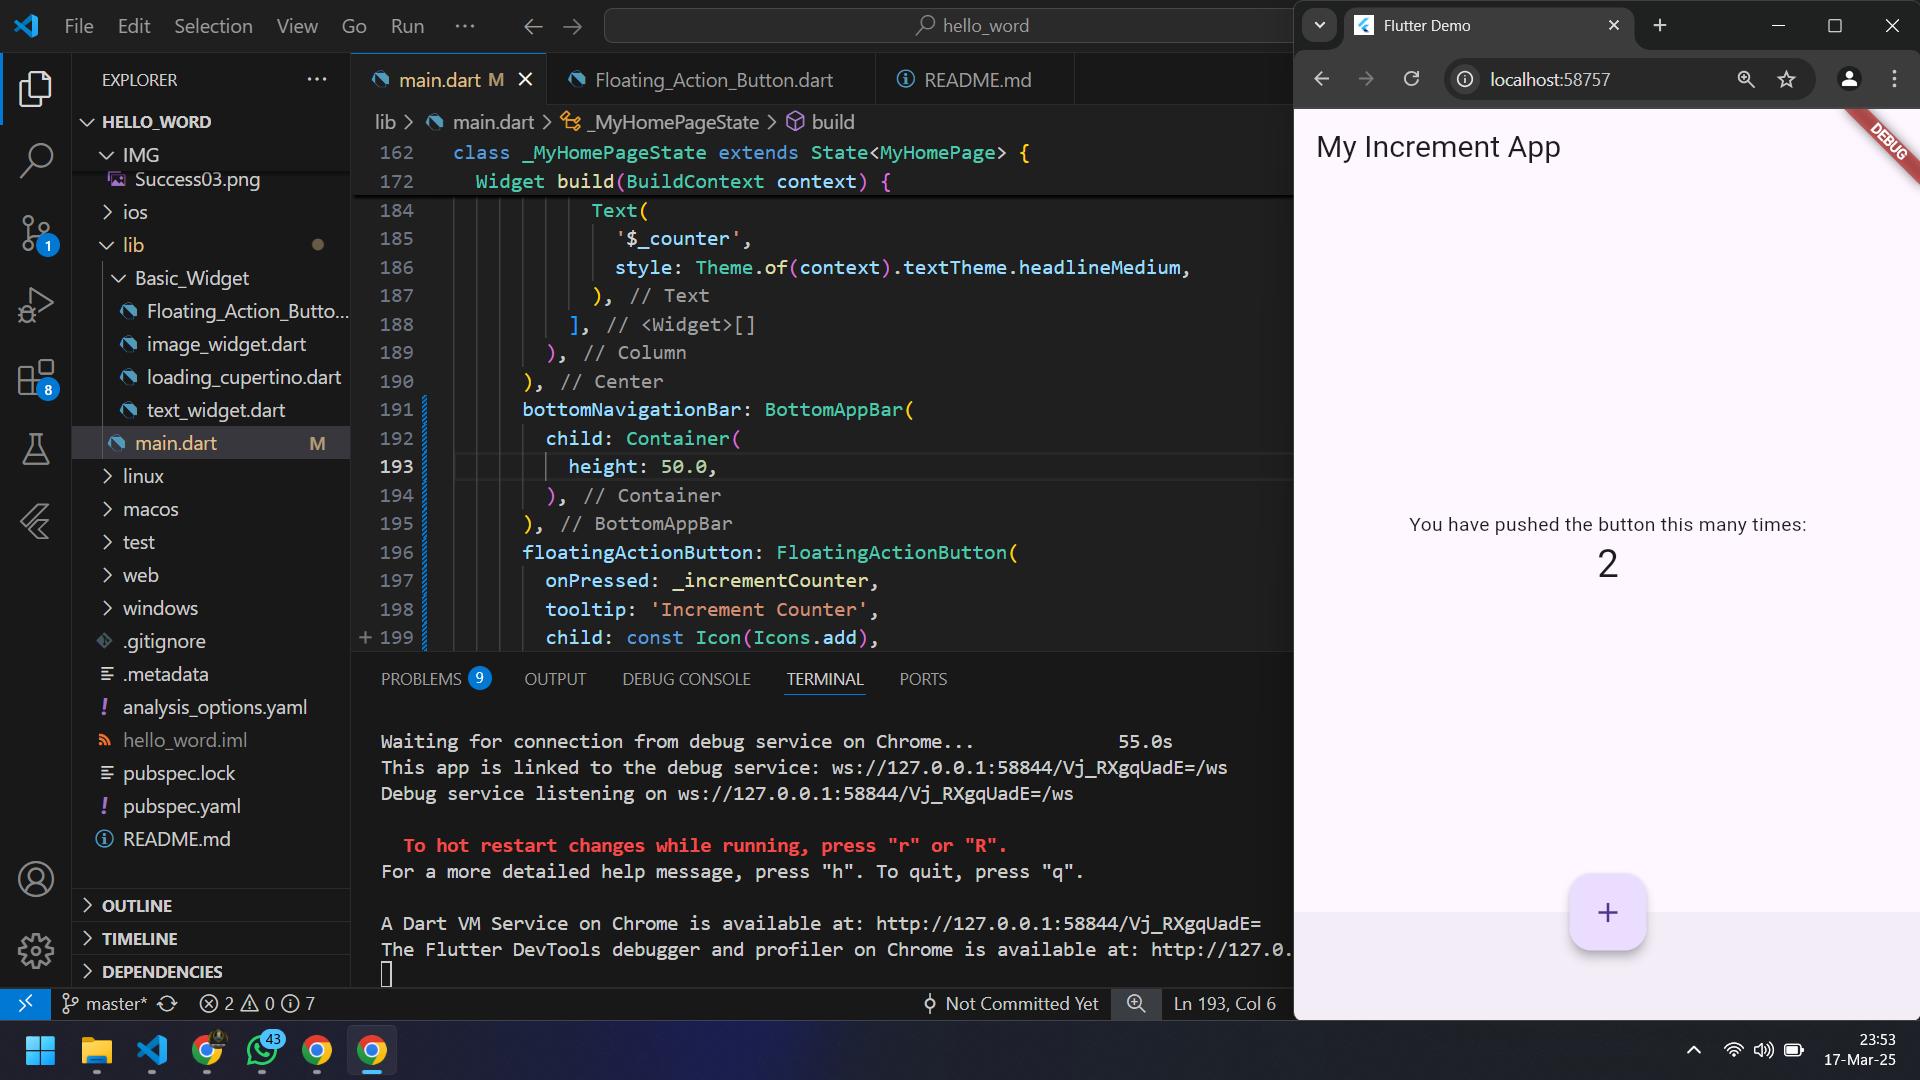 File Edit Selection View Go Run ···
hello_word
EXPLORER
HELLO_WORD
IMG
Success03.png
ios
lib
Basic_Widget
Floating_Action_Butto...
image_widget.dart
loading_cupertino.dart
text_widget.dart
main.dart M
linux
macos
test
web
windows
.gitignore
.metadata
analysis_options.yaml
hello_word.iml
pubspec.lock
pubspec.yaml
README.md
OUTLINE
TIMELINE
DEPENDENCIES
1
8
main.dart M
Floating_Action_Button.dart
README.md
lib > main.dart > _MyHomePageState > build
162 class _MyHomePageState extends State<MyHomePage> {
172 Widget build(BuildContext context) {
184 Text(
185 '$_counter',
186 style: Theme.of(context).textTheme.headlineMedium,
187 ), // Text
188 ], // <Widget>[]
189 ), // Column
190 ), // Center
191 bottomNavigationBar: BottomAppBar(
192 child: Container(
193 height: 50.0,
194 ), // Container
195 ), // BottomAppBar
196 floatingActionButton: FloatingActionButton(
197 onPressed: _incrementCounter,
198 tooltip: 'Increment Counter',
199 child: const Icon(Icons.add),
PROBLEMS 9 OUTPUT DEBUG CONSOLE TERMINAL PORTS
Waiting for connection from debug service on Chrome... 55.0s
This app is linked to the debug service: ws://127.0.0.1:58844/Vj_RXgqUadE=/ws
Debug service listening on ws://127.0.0.1:58844/Vj_RXgqUadE=/ws
To hot restart changes while running, press "r" or "R".
For a more detailed help message, press "h". To quit, press "q".
A Dart VM Service on Chrome is available at: http://127.0.0.1:58844/Vj_RXgqUadE=
The Flutter DevTools debugger and profiler on Chrome is available at: http://127.0.
master* 2 0 7
Not Committed Yet
Ln 193, Col 6
Flutter Demo
localhost:58757
My Increment App
DEBUG
You have pushed the button this many times:
2
43
23:53
17-Mar-25